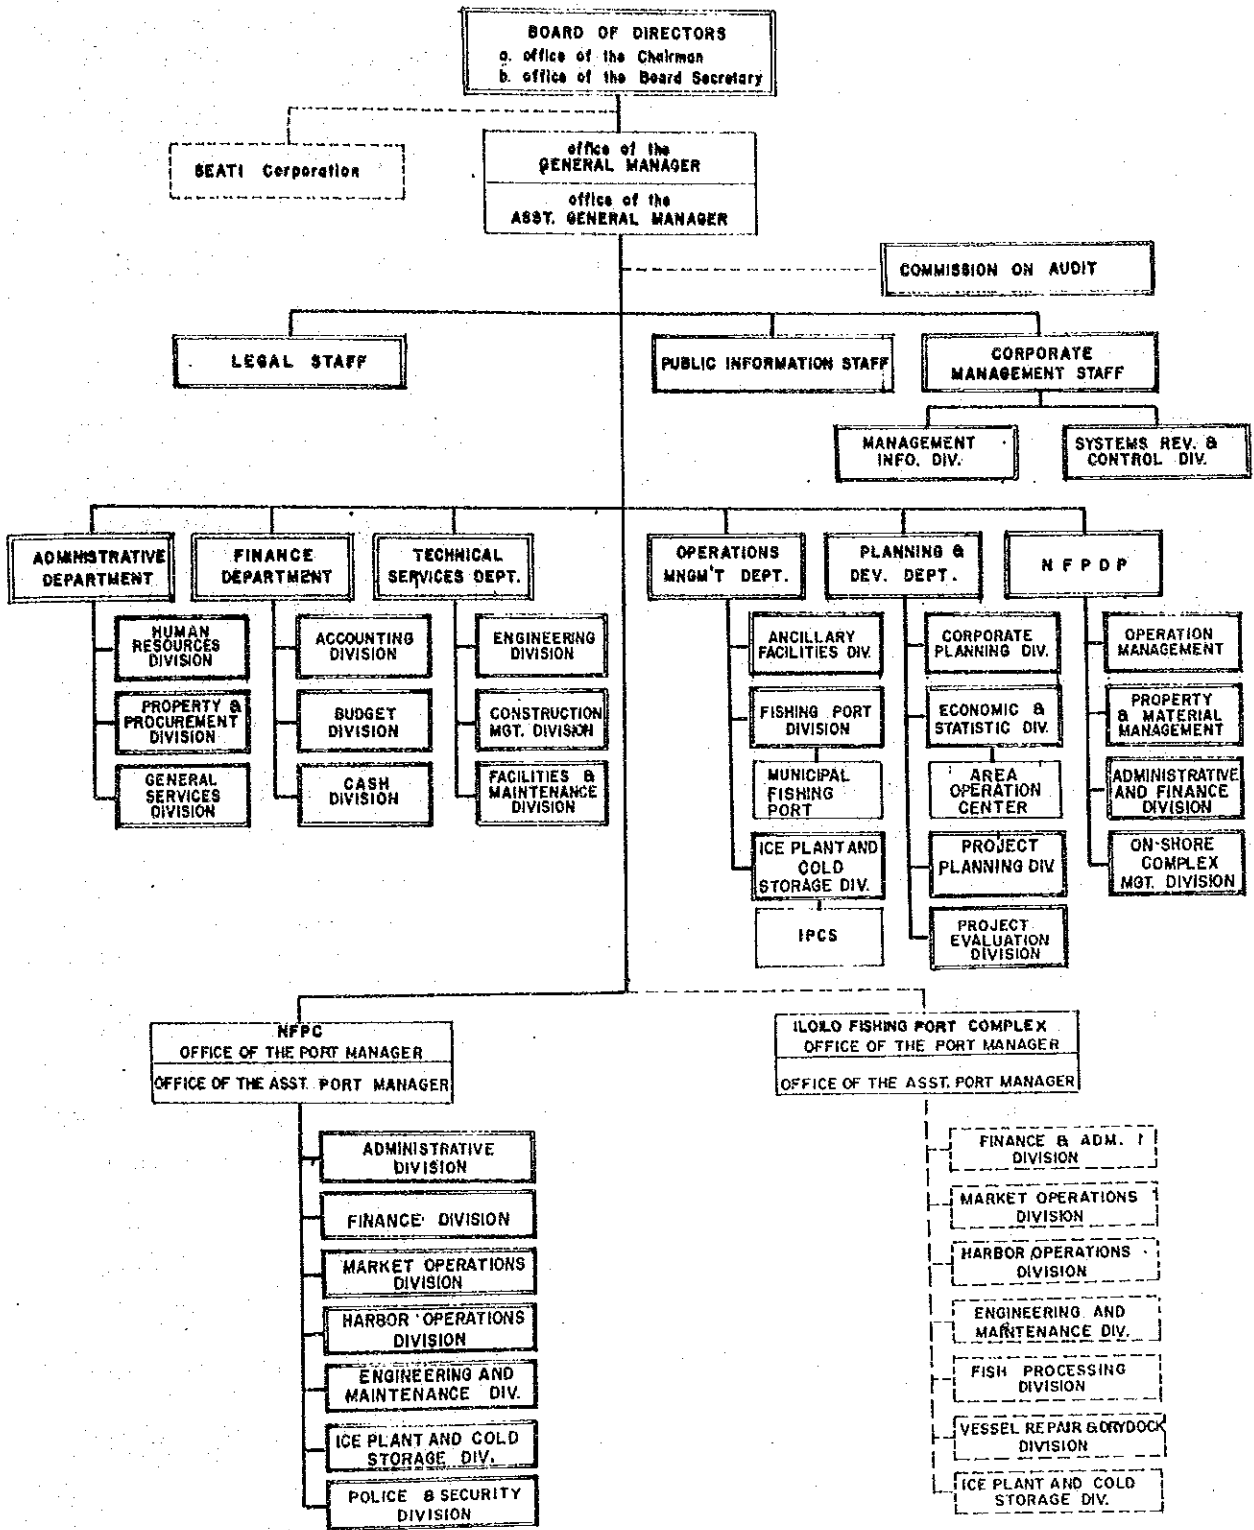 BOARD OF DIRECTORS
a. office of the Chairman
b. office of the Board Secretary
SEATI Corporation
office of the
GENERAL MANAGER
office of the
ASST. GENERAL MANAGER
COMMISSION ON AUDIT
LEGAL STAFF
PUBLIC INFORMATION STAFF
CORPORATE
MANAGEMENT STAFF
MANAGEMENT
INFO. DIV.
SYSTEMS REV. &
CONTROL DIV.
ADMINISTRATIVE
DEPARTMENT
FINANCE
DEPARTMENT
TECHNICAL
SERVICES DEPT.
OPERATIONS
MNGM'T DEPT.
PLANNING &
DEV. DEPT.
NFPDP
HUMAN
RESOURCES
DIVISION
PROPERTY &
PROCUREMENT
DIVISION
GENERAL
SERVICES
DIVISION
ACCOUNTING
DIVISION
BUDGET
DIVISION
CASH
DIVISION
ENGINEERING
DIVISION
CONSTRUCTION
MGT. DIVISION
FACILITIES &
MAINTENANCE
DIVISION
ANCILLARY
FACILITIES DIV.
FISHING PORT
DIVISION
MUNICIPAL
FISHING
PORT
ICE PLANT AND
COLD
STORAGE DIV.
IPCS
CORPORATE
PLANNING DIV.
ECONOMIC &
STATISTIC DIV.
AREA
OPERATION
CENTER
PROJECT
PLANNING DIV.
PROJECT
EVALUATION
DIVISION
OPERATION
MANAGEMENT
PROPERTY
& MATERIAL
MANAGEMENT
ADMINISTRATIVE
AND FINANCE
DIVISION
ON-SHORE
COMPLEX
MGT. DIVISION
NFPC
OFFICE OF THE PORT MANAGER
OFFICE OF THE ASST. PORT MANAGER
ADMINISTRATIVE
DIVISION
FINANCE DIVISION
MARKET OPERATIONS
DIVISION
HARBOR OPERATIONS
DIVISION
ENGINEERING AND
MAINTENANCE DIV.
ICE PLANT AND COLD
STORAGE DIV.
POLICE & SECURITY
DIVISION
ILOILO FISHING PORT COMPLEX
OFFICE OF THE PORT MANAGER
OFFICE OF THE ASST. PORT MANAGER
FINANCE & ADM.
DIVISION
MARKET OPERATIONS
DIVISION
HARBOR OPERATIONS
DIVISION
ENGINEERING AND
MAINTENANCE DIV.
FISH PROCESSING
DIVISION
VESSEL REPAIR & DRYDOCK
DIVISION
ICE PLANT AND COLD
STORAGE DIV.